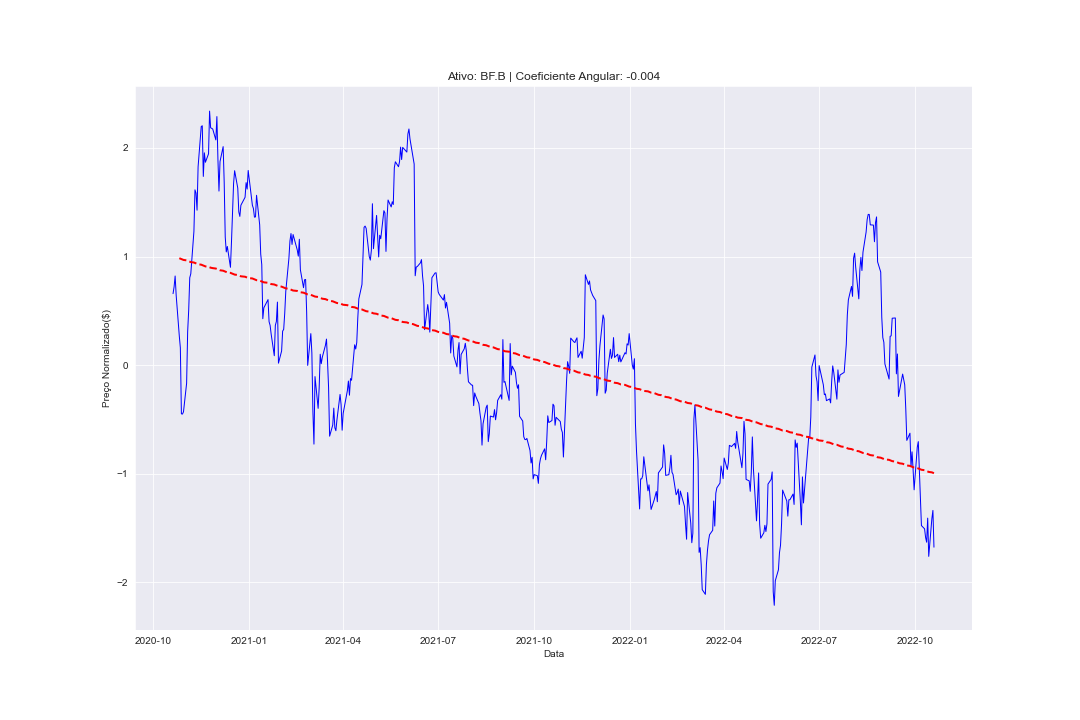 Ativo: BF.B | Coeficiente Angular: -0.004
Preço Normalizado($)
2
1
0
−1
−2
2020-10 2021-01 2021-04 2021-07 2021-10 2022-01 2022-04 2022-07 2022-10
Data